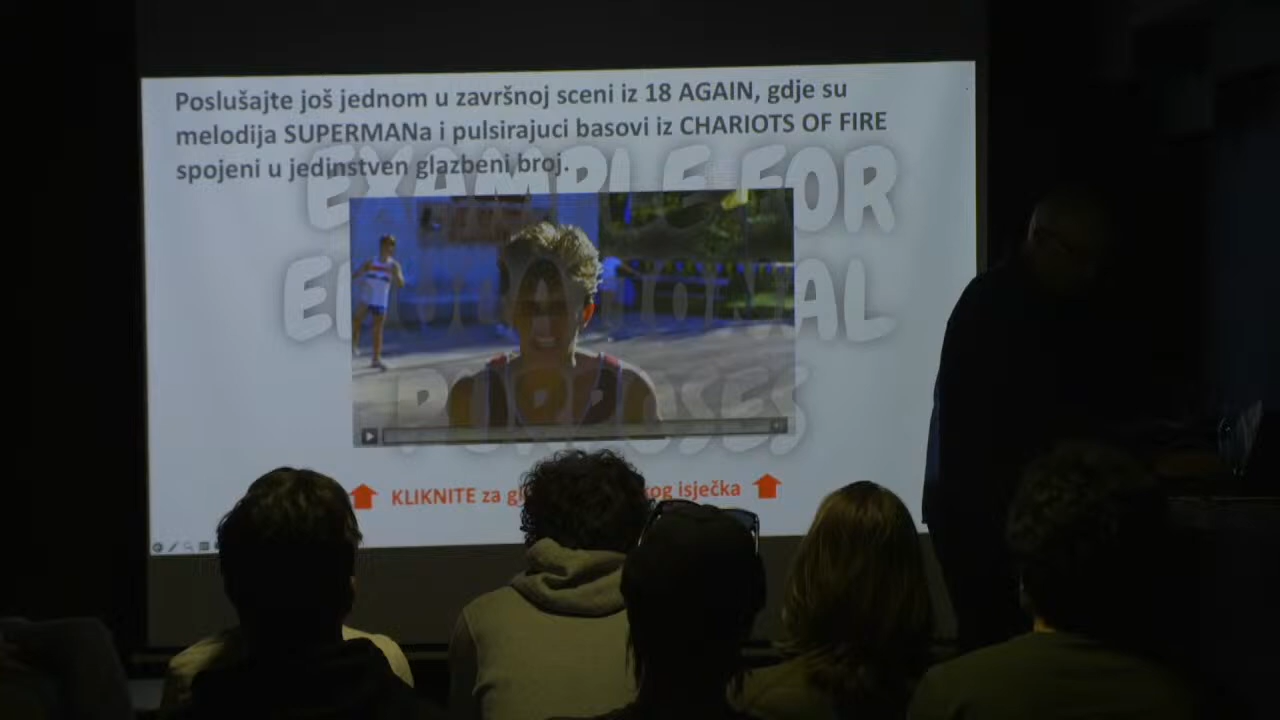 Poslušajte još jednom u završnoj sceni iz 18 AGAIN, gdje su
melodija SUPERMANa i pulsirajuci basovi iz CHARIOTS OF FIRE
spojeni u jedinstven glazbeni broj.
EXAMPLE FOR
PURPOSES
KLIKNITE za isječka